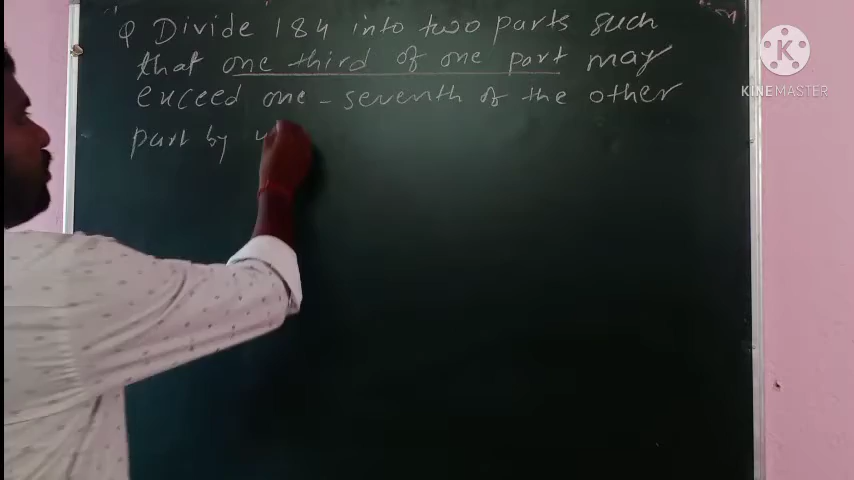 Q Divide 184 into two parts such
that one third of one part may
exceed one - seventh of the other
part by
KINEMASTER